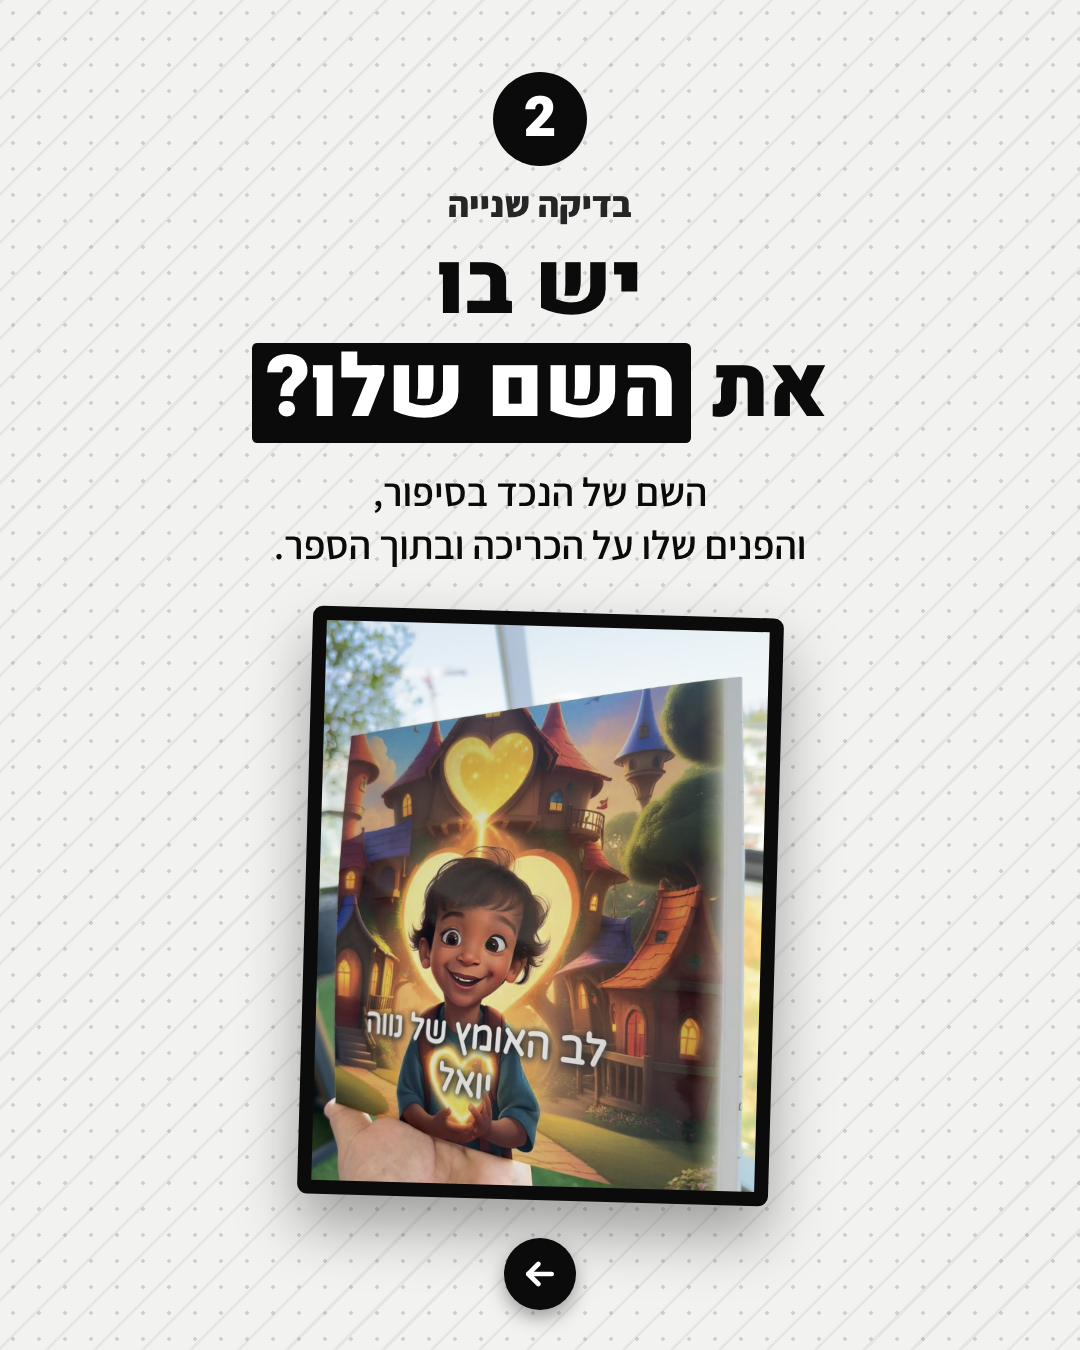 2
בדיקה שנייה
יש בו
את השם שלו?
השם של הנכד בסיפור,
והפנים שלו על הכריכה ובתוך הספר.
לב האומץ של נווה
יואל